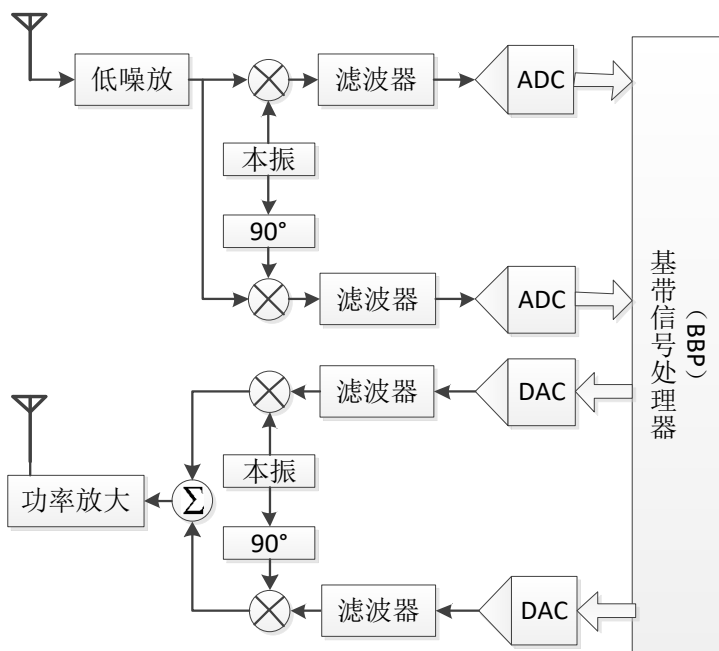 低噪放
滤波器
ADC
本振
90°
滤波器
ADC
基带信号处理器
（BBP）
滤波器
DAC
本振
功率放大
Σ
90°
滤波器
DAC